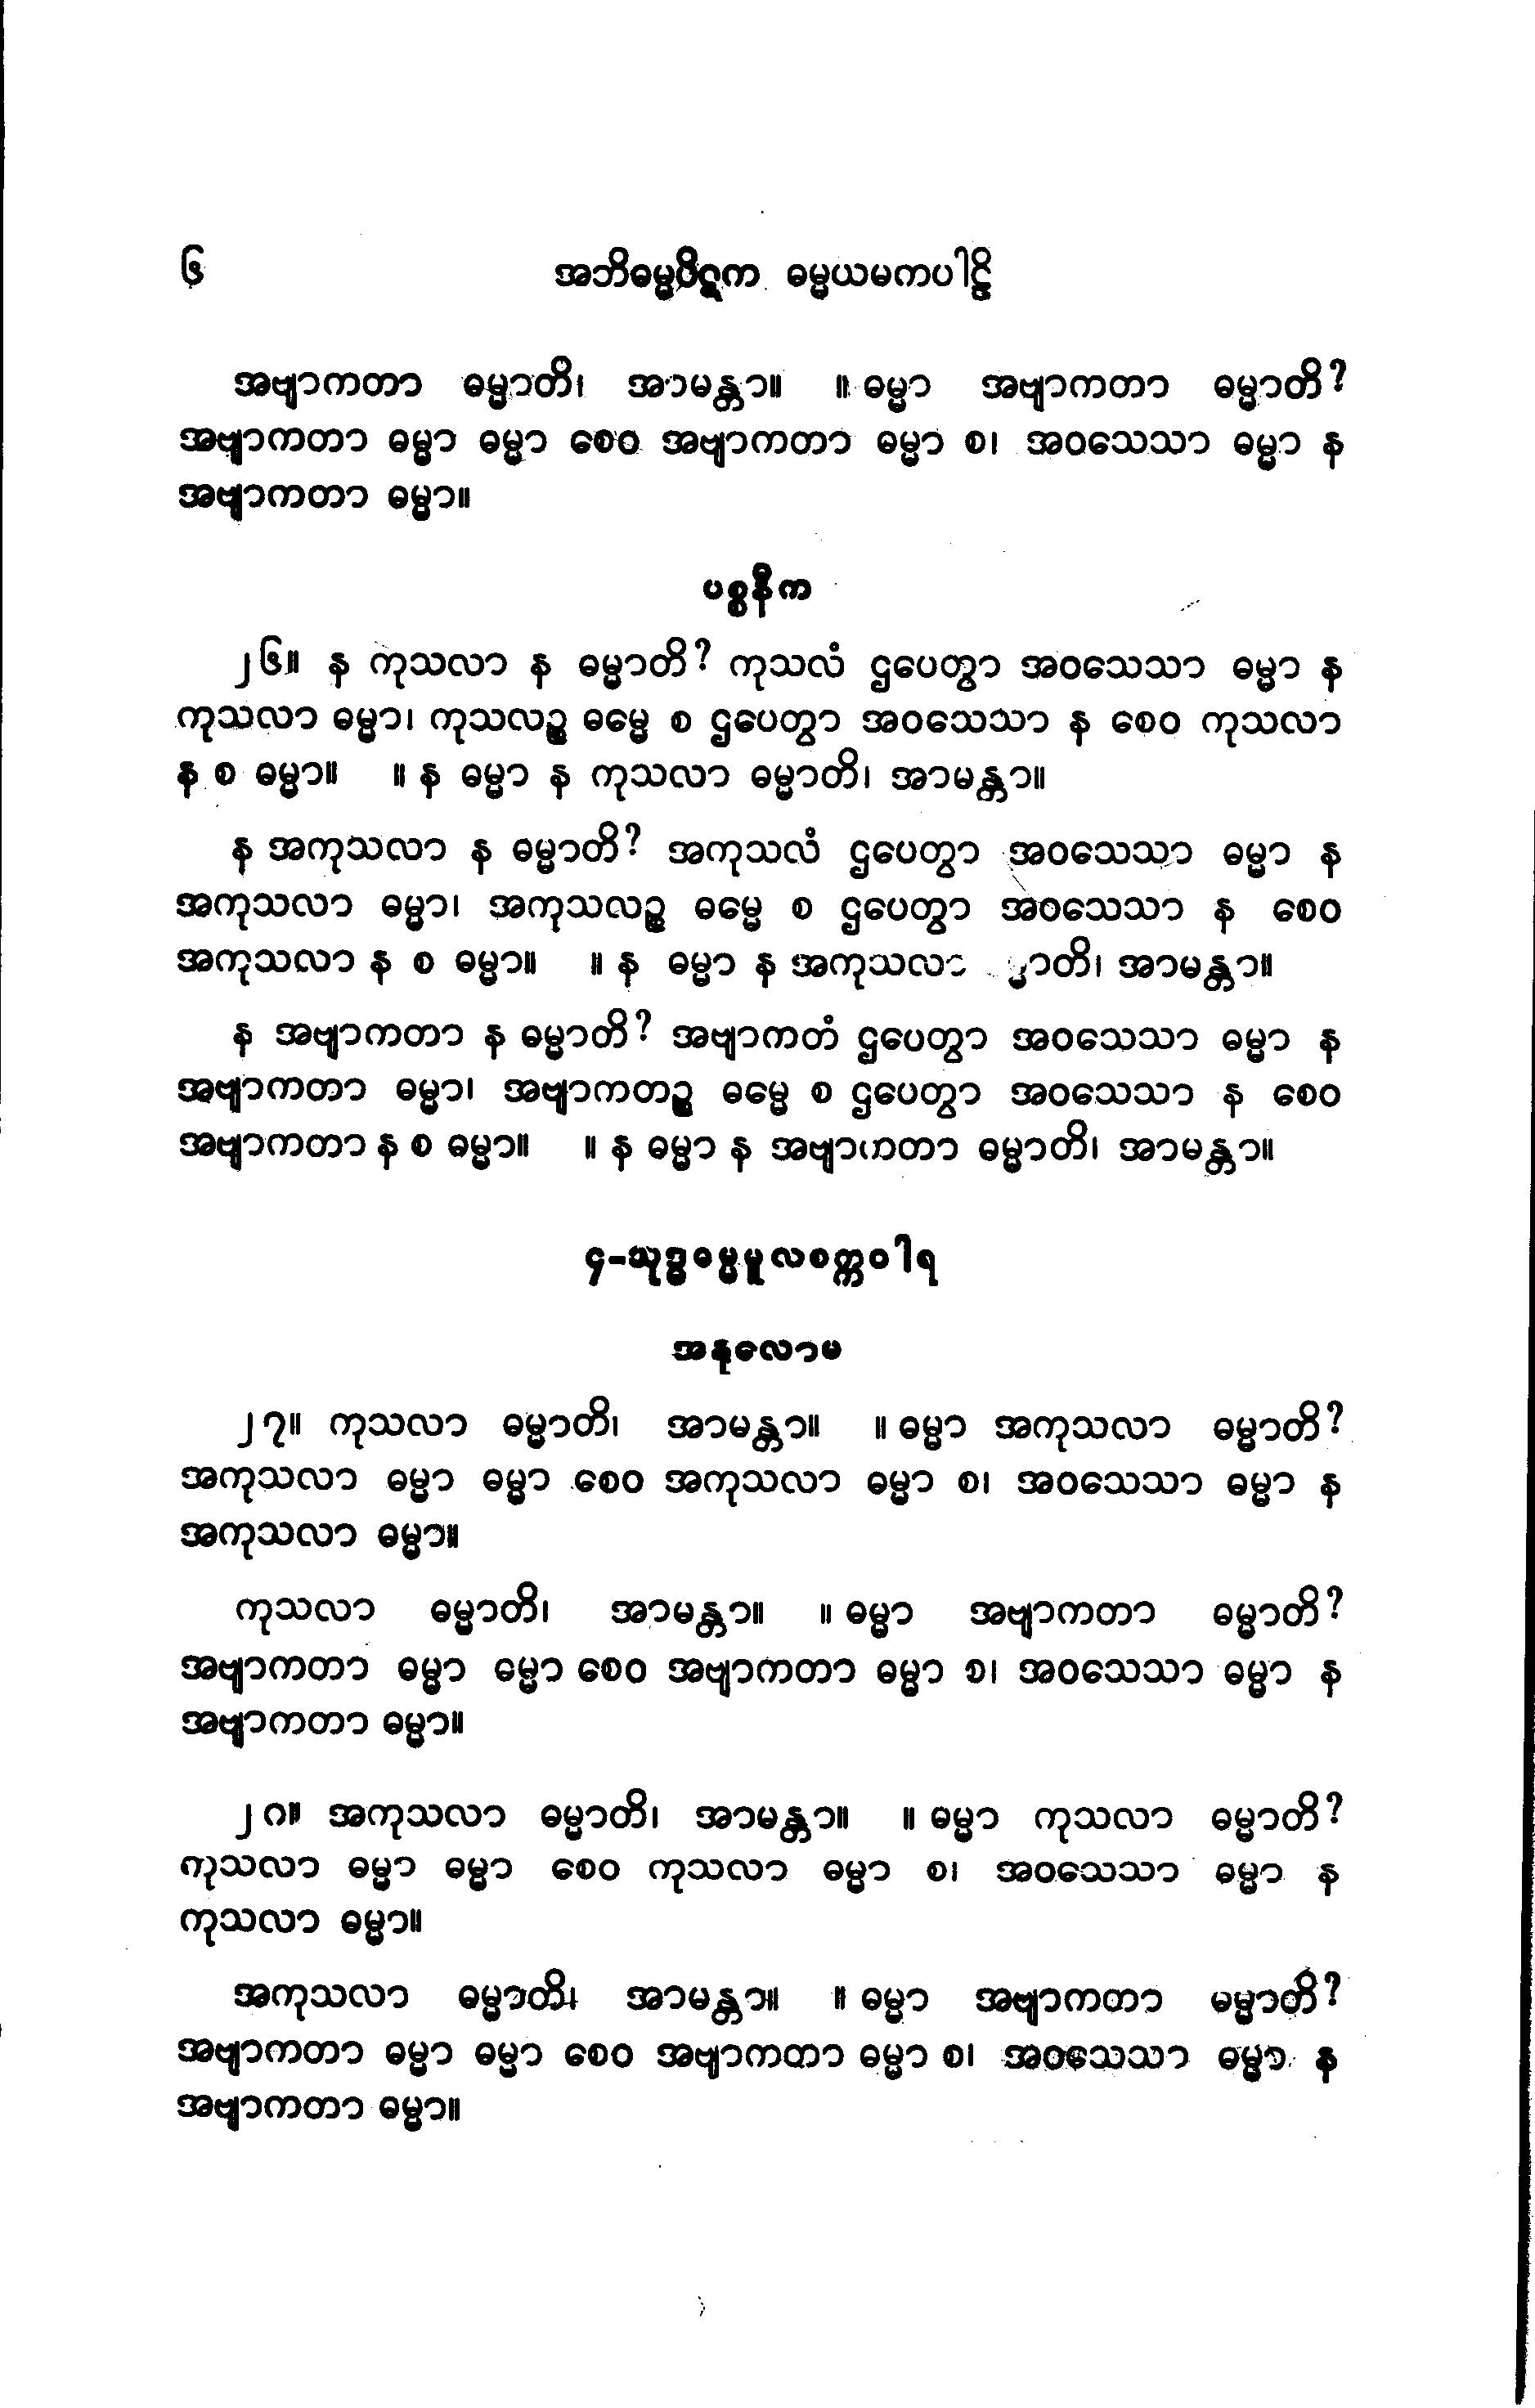 ၆ အဘိဓမ္မပိဋက ဓမ္မယမကပါဠိ
အဗျာကတာ ဓမ္မာတိ၊ အာမန္တာ။ ။ ဓမ္မာ အဗျာကတာ ဓမ္မာတိ?
အဗျာကတာ ဓမ္မာ ဓမ္မာ စေဝ အဗျာကတာ ဓမ္မာ စ၊ အဝသေသာ ဓမ္မာ န
အဗျာကတာ ဓမ္မာ။
ပစ္စနီက
၂၆။ န ကုသလာ န ဓမ္မာတိ? ကုသလံ ဌပေတွာ အဝသေသာ ဓမ္မာ န
ကုသလာ ဓမ္မာ၊ ကုသလဉ္စ ဓမ္မေ စ ဌပေတွာ အဝသေသာ န စေဝ ကုသလာ
န စ ဓမ္မာ။ ။ န ဓမ္မာ န ကုသလာ ဓမ္မာတိ၊ အာမန္တာ။
န အကုသလာ န ဓမ္မာတိ? အကုသလံ ဌပေတွာ အဝသေသာ ဓမ္မာ န
အကုသလာ ဓမ္မာ၊ အကုသလဉ္စ ဓမ္မေ စ ဌပေတွာ အဝသေသာ န စေဝ
အကုသလာ န စ ဓမ္မာ။ ။ န ဓမ္မာ န အကုသလာ အာမန္တာ။
န အဗျာကတာ န ဓမ္မာတိ? အဗျာကတံ ဌပေတွာ အဝသေသာ ဓမ္မာ န
အဗျာကတာ ဓမ္မာ၊ အဗျာကတဉ္စ ဓမ္မေ စ ဌပေတွာ အဝသေသာ န စေဝ
အဗျာကတာ န စ ဓမ္မာ။ ။ န ဓမ္မာ န အဗျာကတာ ဓမ္မာတိ၊ အာမန္တာ။
၄-သုဒ္ဓဓမ္မမူလစက္ကဝါရ
အနုလောမ
၂၇။ ကုသလာ ဓမ္မာတိ၊ အာမန္တာ။ ။ ဓမ္မာ အကုသလာ ဓမ္မာတိ?
အကုသလာ ဓမ္မာ ဓမ္မာ စေဝ အကုသလာ ဓမ္မာ စ၊ အဝသေသာ ဓမ္မာ န
အကုသလာ ဓမ္မာ။
ကုသလာ ဓမ္မာတိ၊ အာမန္တာ။ ။ ဓမ္မာ အဗျာကတာ ဓမ္မာတိ?
အဗျာကတာ ဓမ္မာ ဓမ္မာ စေဝ အဗျာကတာ ဓမ္မာ စ၊ အဝသေသာ ဓမ္မာ န
အဗျာကတာ ဓမ္မာ။
၂၈။ အကုသလာ ဓမ္မာတိ၊ အာမန္တာ။ ။ ဓမ္မာ ကုသလာ ဓမ္မာတိ?
ကုသလာ ဓမ္မာ ဓမ္မာ စေဝ ကုသလာ ဓမ္မာ စ၊ အဝသေသာ ဓမ္မာ န
ကုသလာ ဓမ္မာ။
အကုသလာ ဓမ္မာတိ၊ အာမန္တာ။ ။ ဓမ္မာ အဗျာကတာ ဓမ္မာတိ?
အဗျာကတာ ဓမ္မာ ဓမ္မာ စေဝ အဗျာကတာ ဓမ္မာ စ၊ အဝသေသာ ဓမ္မာ န
အဗျာကတာ ဓမ္မာ။